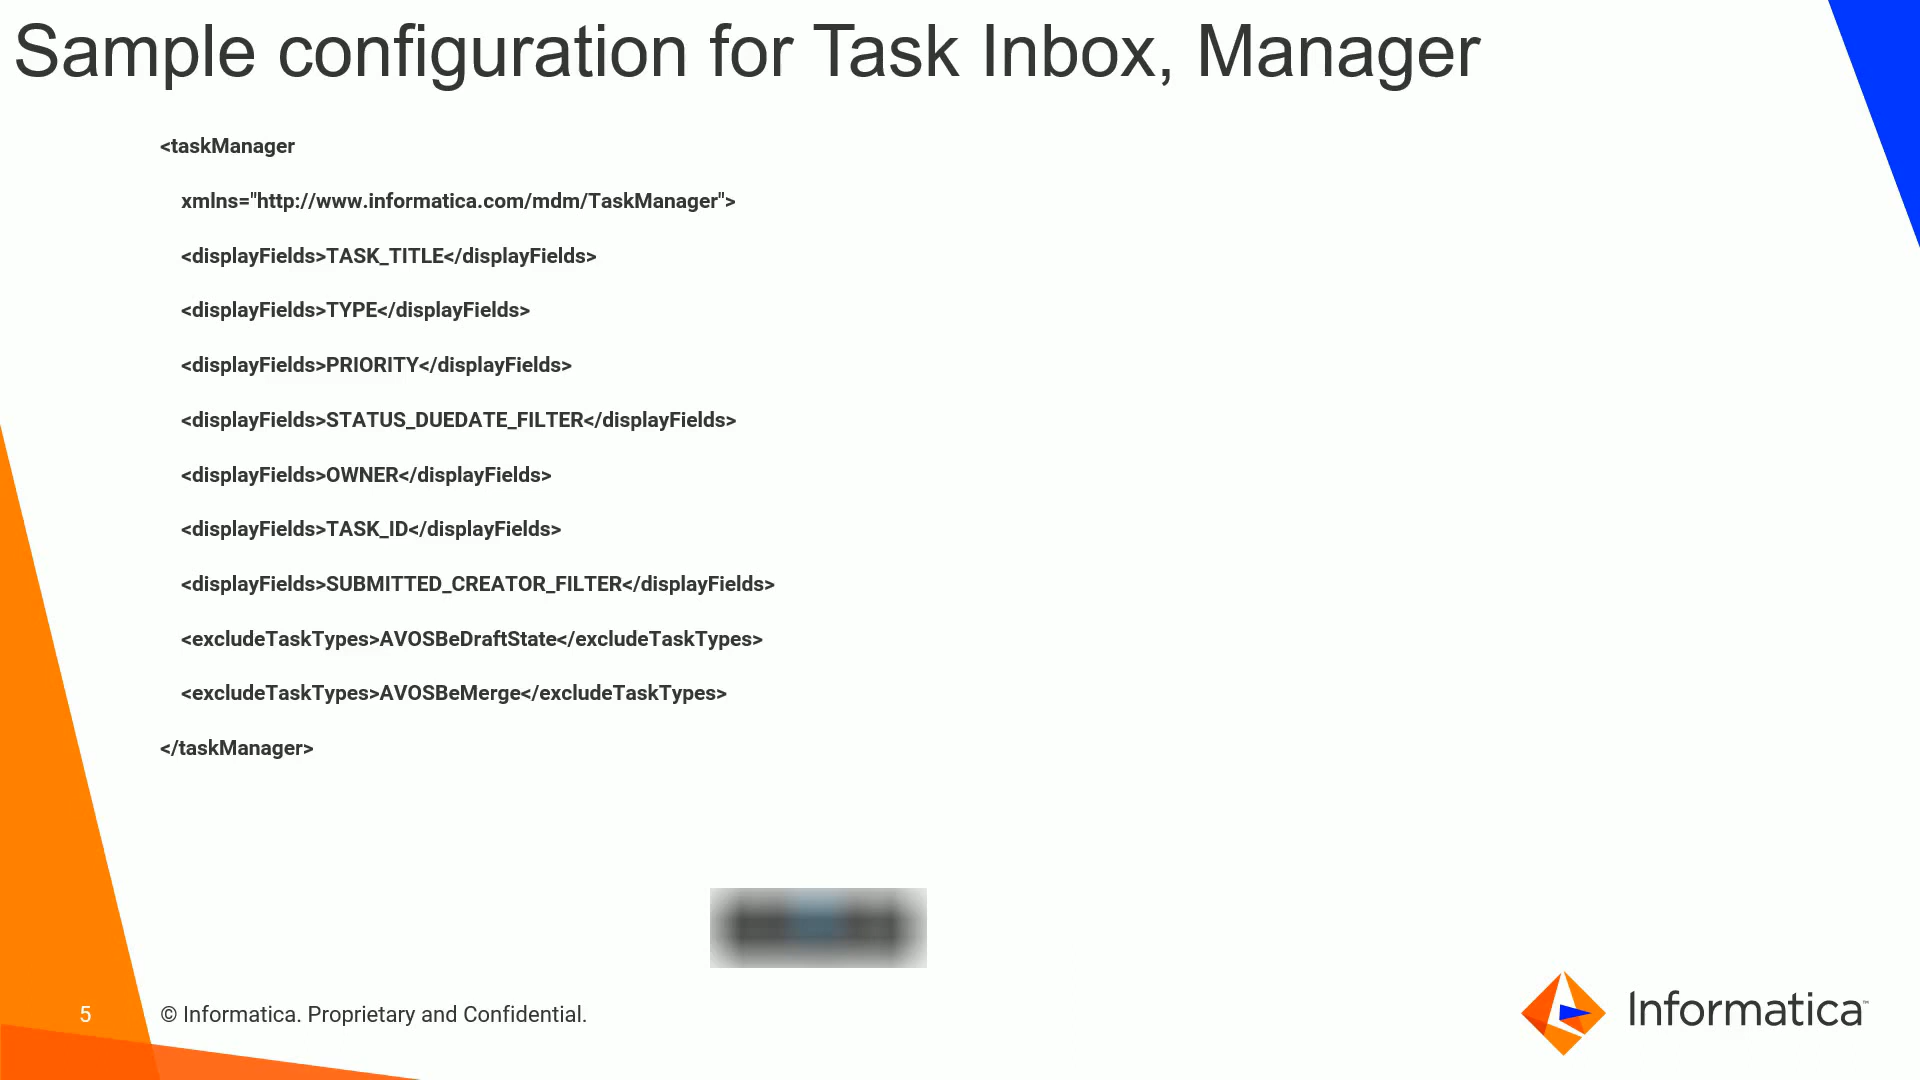 Sample configuration for Task Inbox, Manager
<taskManager
xmlns="http://www.informatica.com/mdm/TaskManager">
<displayFields>TASK_TITLE</displayFields>
<displayFields>TYPE</displayFields>
<displayFields>PRIORITY</displayFields>
<displayFields>STATUS_DUEDATE_FILTER</displayFields>
<displayFields>OWNER</displayFields>
<displayFields>TASK_ID</displayFields>
<displayFields>SUBMITTED_CREATOR_FILTER</displayFields>
<excludeTaskTypes>AVOSBeDraftState</excludeTaskTypes>
<excludeTaskTypes>AVOSBeMerge</excludeTaskTypes>
</taskManager>
5
© Informatica. Proprietary and Confidential.
Informatica™